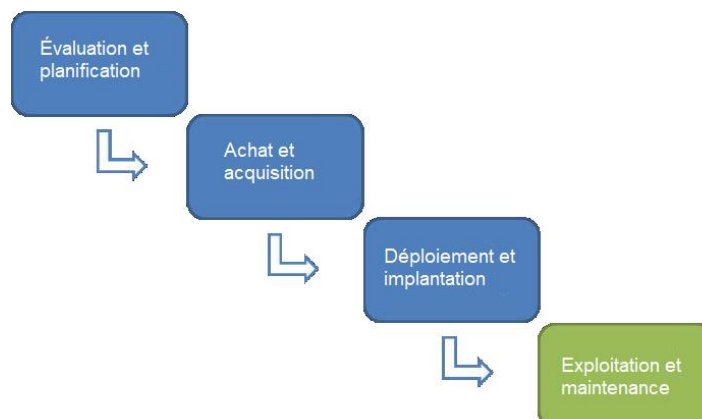 Évaluation et
planification
Achat et
acquisition
Déploiement et
implantation
Exploitation et
maintenance